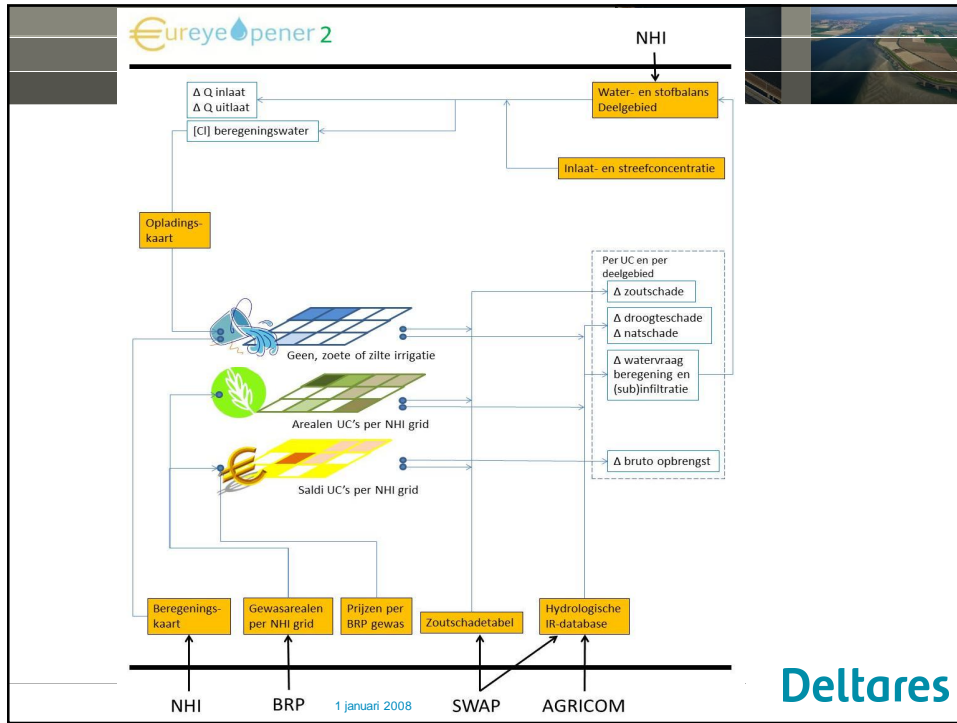 €ureye pener 2
NHI
Δ Q inlaat
Δ Q uitlaat
Water- en stofbalans
Deelgebied
[Cl] beregeningswater
Inlaat- en streefconcentratie
Opladings-
kaart
Per UC en per
deelgebied
Δ zoutschade
Δ droogteschade
Δ natschade
Geen, zoete of zilte irrigatie
Δ watervraag
beregening en
(sub)infiltratie
Arealen UC's per NHI grid
Δ bruto opbrengst
Saldi UC's per NHI grid
Beregenings-
kaart
Gewasarealen
per NHI grid
Prijzen per
BRP gewas
Zoutschadetabel
Hydrologische
IR-database
NHI
BRP
1 januari 2008
SWAP
AGRICOM
Deltares